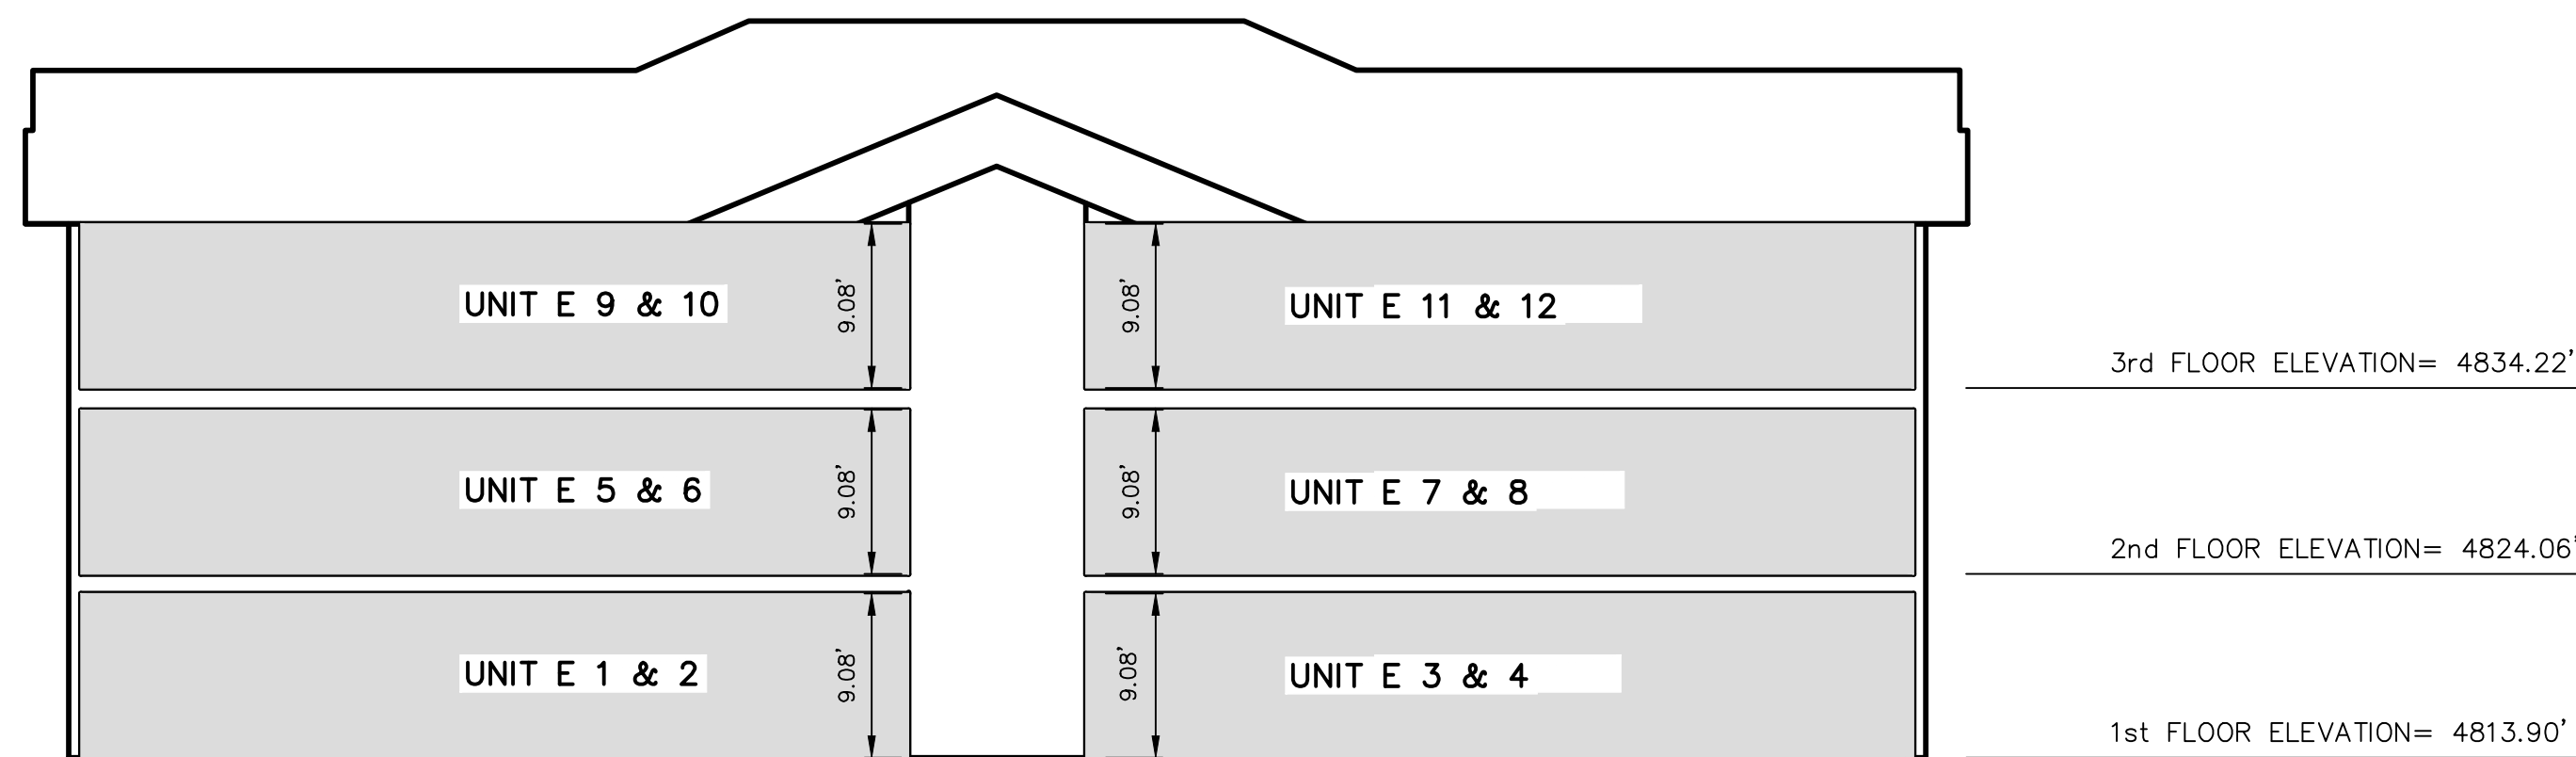 UNIT E 9 & 10
9.08'
9.08'
UNIT E 11 & 12
3rd FLOOR ELEVATION= 4834.22'
UNIT E 5 & 6
9.08'
9.08'
UNIT E 7 & 8
2nd FLOOR ELEVATION= 4824.06'
UNIT E 1 & 2
9.08'
9.08'
UNIT E 3 & 4
1st FLOOR ELEVATION= 4813.90'